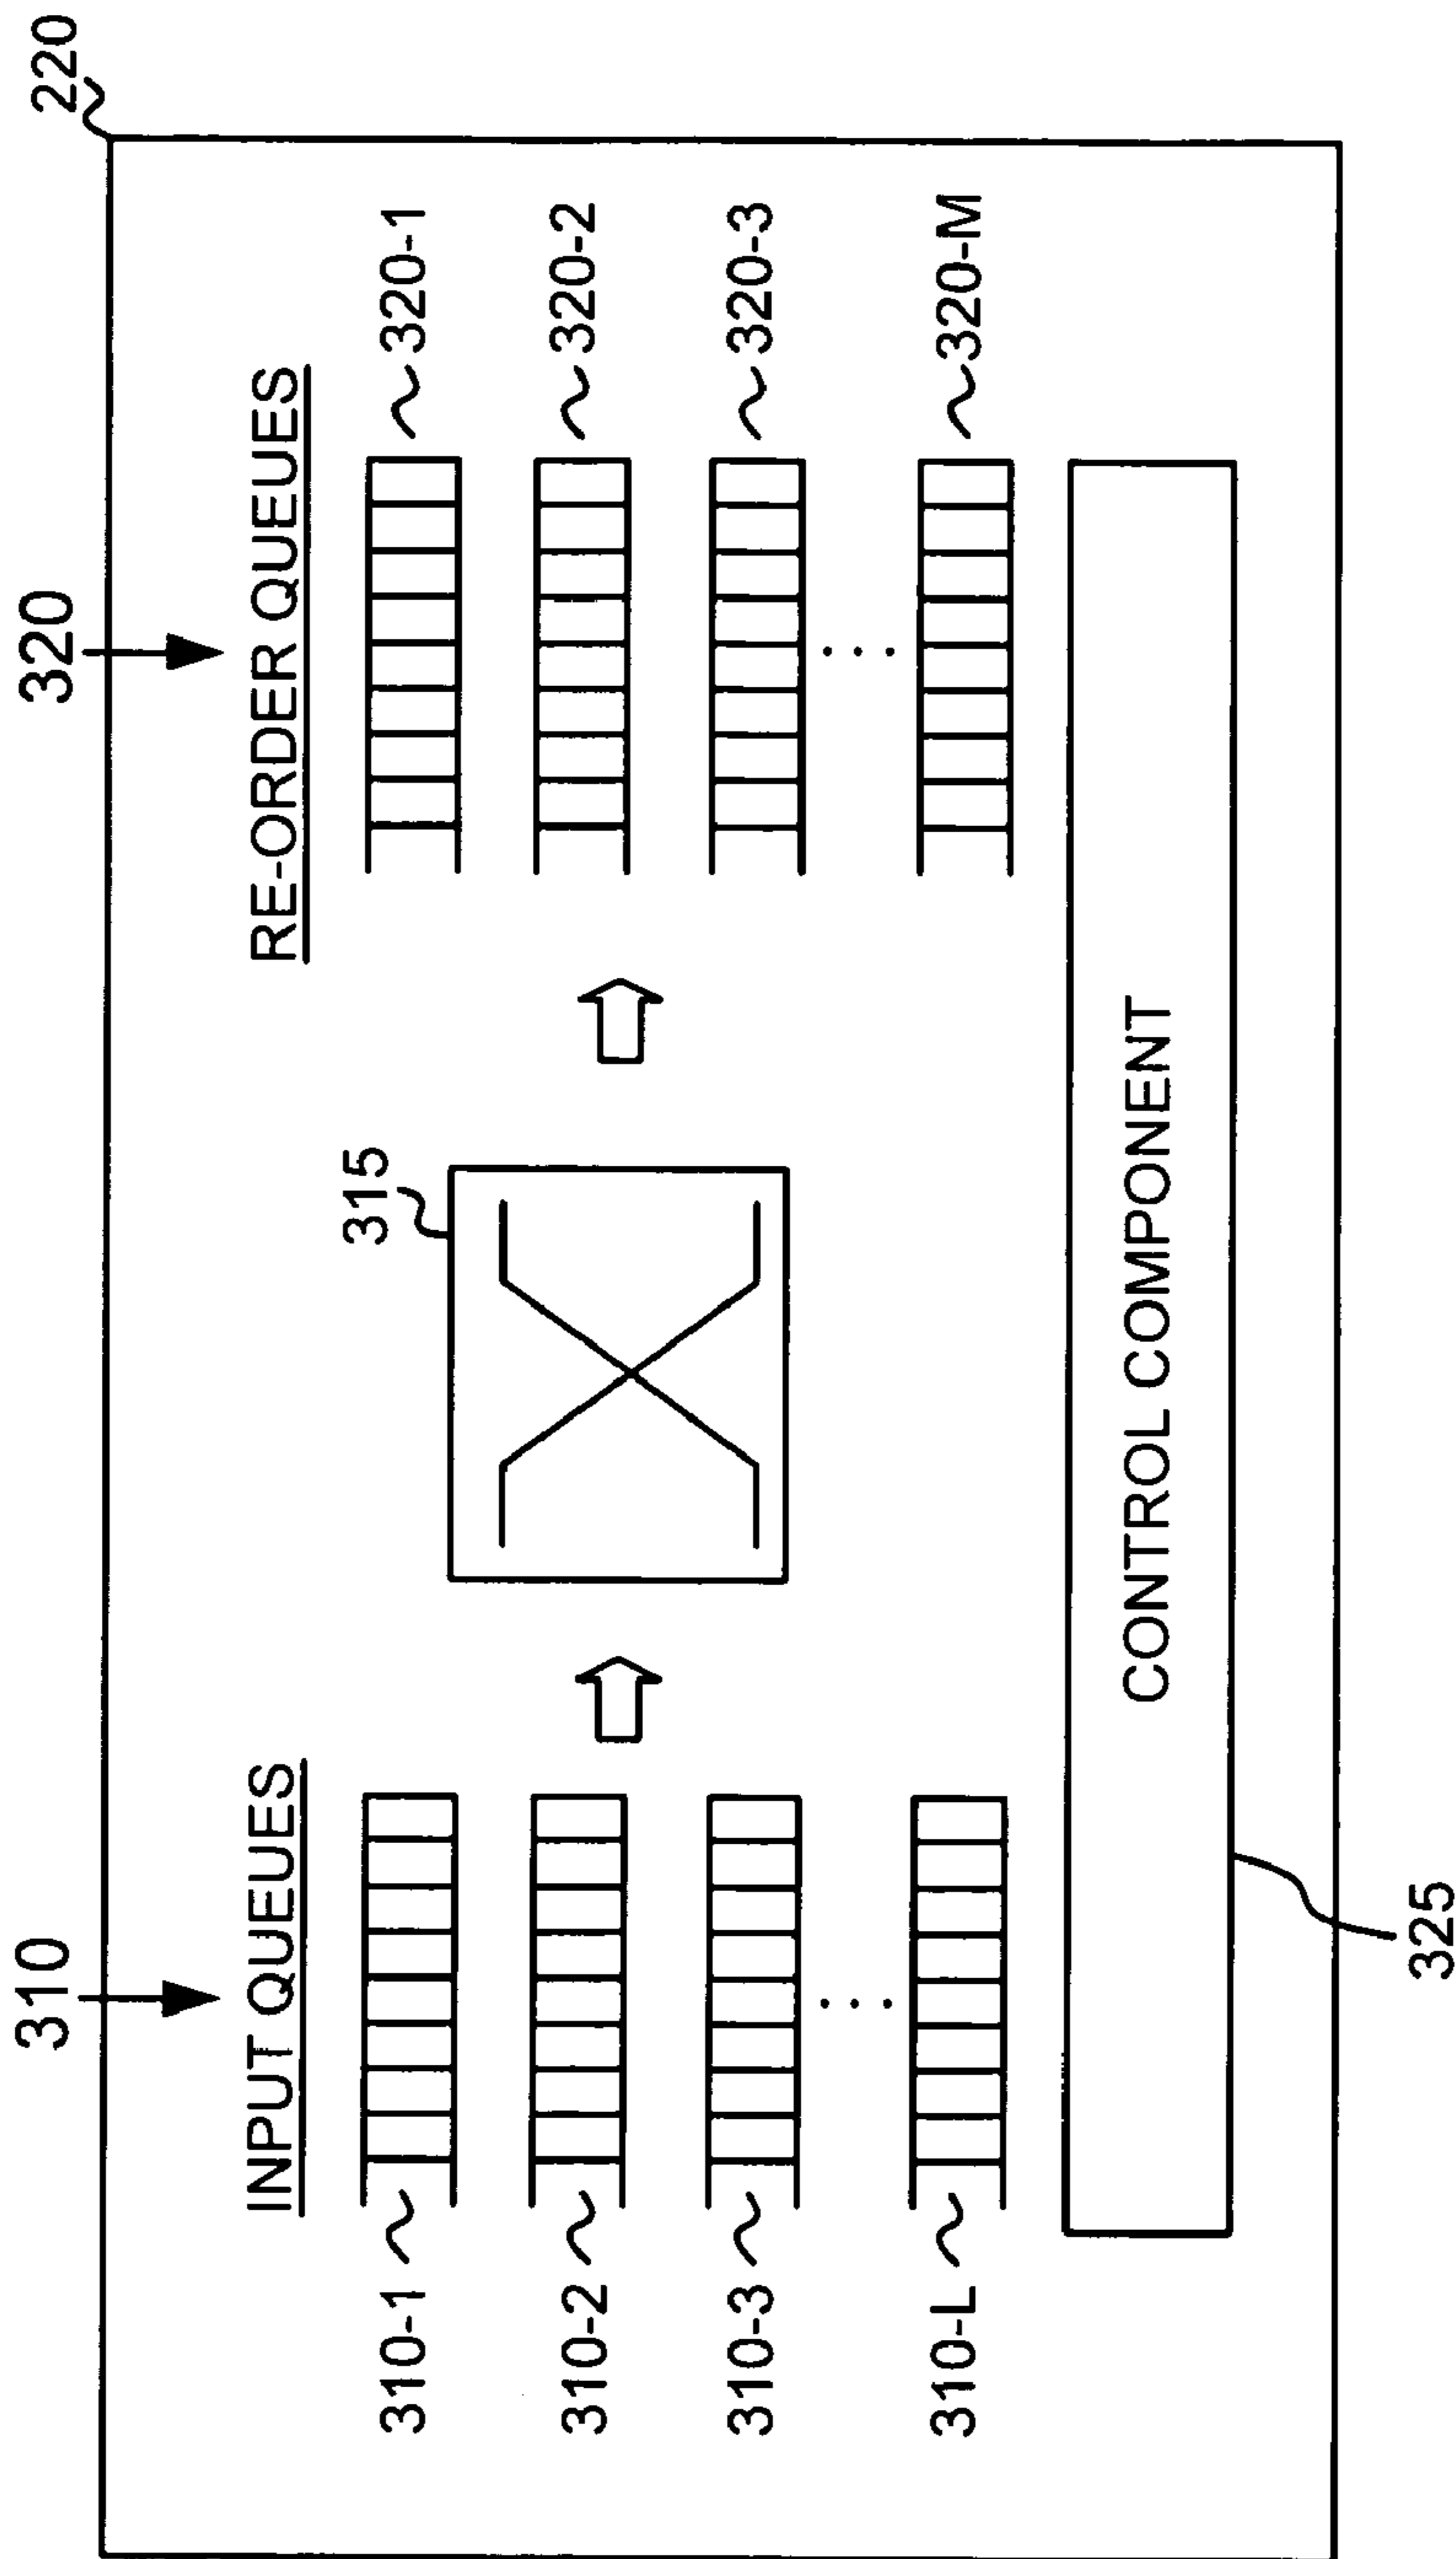 220
310
320
INPUT QUEUES
RE-ORDER QUEUES
315
310-1
320-1
310-2
320-2
310-3
320-3
310-L
320-M
CONTROL COMPONENT
325